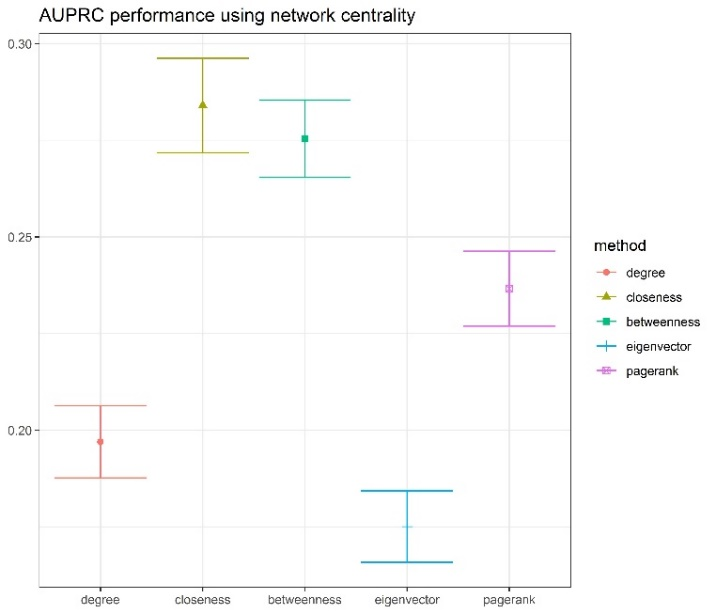 AUPRC performance using network centrality
0.30
0.25
0.20
degree
closeness
betweenness
eigenvector
pagerank
method
degree
closeness
betweenness
eigenvector
pagerank